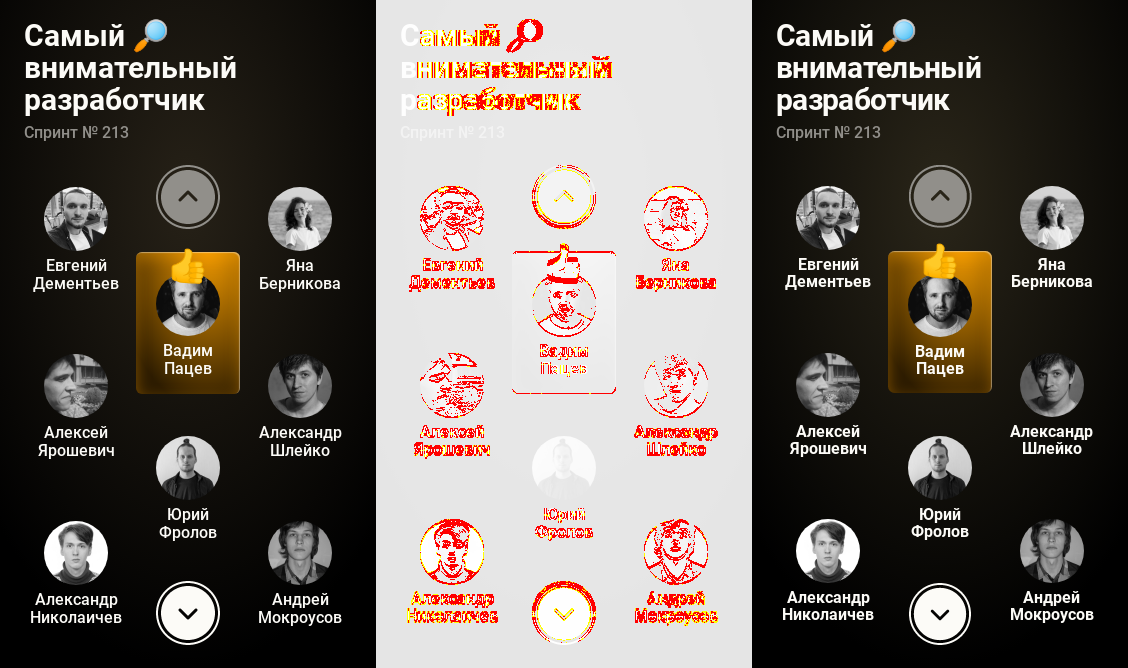 Самый 🔎
внимательный
разработчик
Спринт № 213
Евгений
Дементьев
Яна
Берникова
Вадим
Пацев
Алексей
Ярошевич
Александр
Шлейко
Юрий
Фролов
Александр
Николаичев
Андрей
Мокроусов
Самый
внимательный
разработчик
Спринт № 213
Евгений
Дементьев
Яна
Берникова
Вадим
Пацев
Алексей
Ярошевич
Александр
Шлейко
Юрий
Фролов
Александр
Николаичев
Андрей
Мокроусов
Самый 🔎
внимательный
разработчик
Спринт № 213
Евгений
Дементьев
Яна
Берникова
Вадим
Пацев
Алексей
Ярошевич
Александр
Шлейко
Юрий
Фролов
Александр
Николаичев
Андрей
Мокроусов